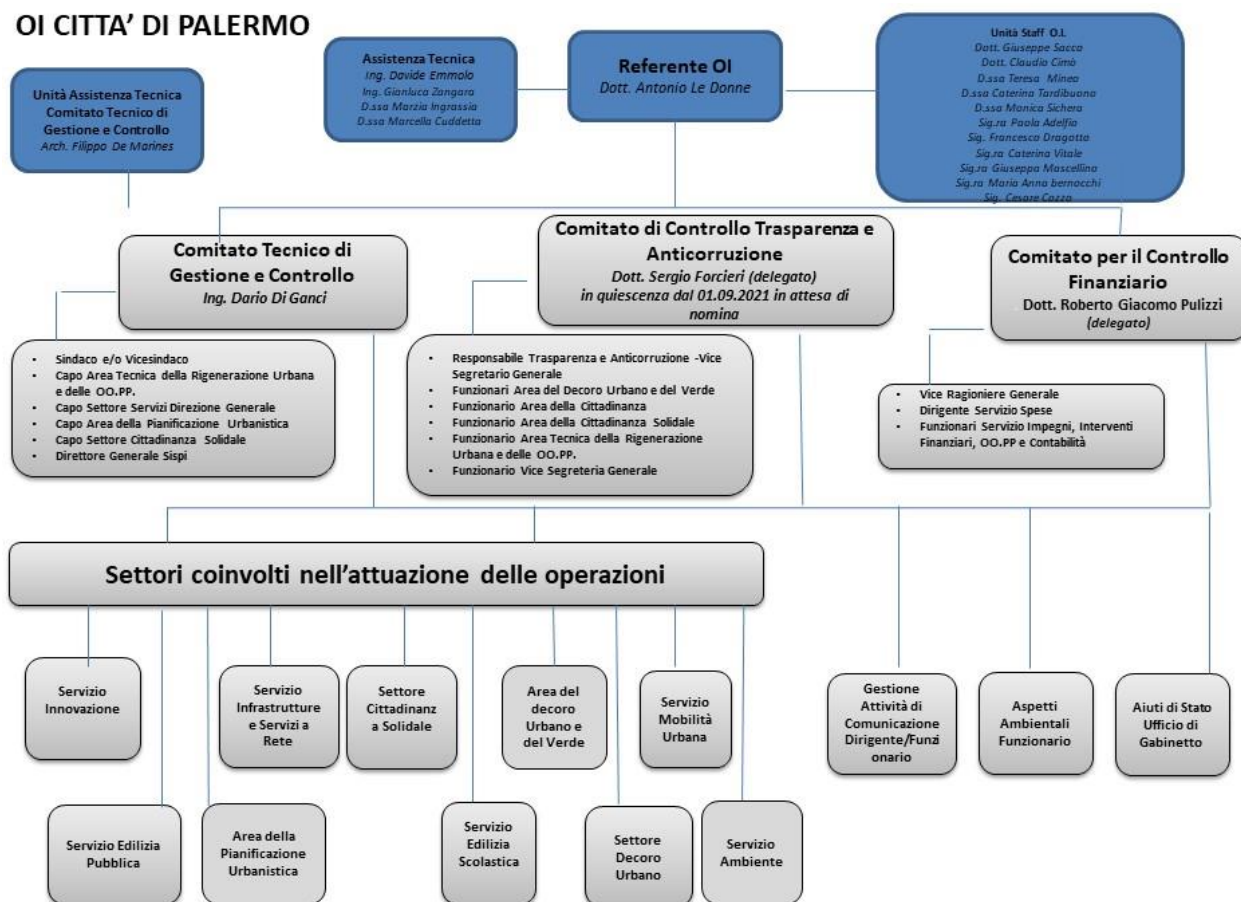 OI CITTA' DI PALERMO
Unità Assistenza Tecnica
Comitato Tecnico di
Gestione e Controllo
Arch. Filippo De Marines
Assistenza Tecnica
Ing. Davide Emmolo
Ing. Gianluca Zangara
D.ssa Marzia Ingrassia
D.ssa Marcella Cuddetta
Referente OI
Dott. Antonio Le Donne
Unità Staff O.I.
Dott. Giuseppe Sacco
Dott. Claudio Cimò
D.ssa Teresa Mineo
D.ssa Caterina Tardibuono
D.ssa Monica Sichera
Sig.ra Paola Adelfio
Sig. Francesco Dragotta
Sig.ra Caterina Vitale
Sig.ra Giuseppa Mascellino
Sig.ra Maria Anna bernocchi
Sig. Cesare Cozzo
Comitato Tecnico di
Gestione e Controllo
Ing. Dario Di Ganci
Comitato di Controllo Trasparenza e
Anticorruzione
Dott. Sergio Forcieri (delegato)
in quiescenza dal 01.09.2021 in attesa di
nomina
Comitato per il Controllo
Finanziario
. Dott. Roberto Giacomo Pulizzi
(delegato)
• Sindaco e/o Vicesindaco
• Capo Area Tecnica della Rigenerazione Urbana
e delle OO.PP.
• Capo Settore Servizi Direzione Generale
• Capo Area della Pianificazione Urbanistica
• Capo Settore Cittadinanza Solidale
• Direttore Generale Sispi
• Responsabile Trasparenza e Anticorruzione -Vice
Segretario Generale
• Funzionari Area del Decoro Urbano e del Verde
• Funzionario Area della Cittadinanza
• Funzionario Area della Cittadinanza Solidale
• Funzionario Area Tecnica della Rigenerazione
Urbana e delle OO.PP.
• Funzionario Vice Segreteria Generale
• Vice Ragioniere Generale
• Dirigente Servizio Spese
• Funzionari Servizio Impegni, Interventi
Finanziari, OO.PP e Contabilità
Settori coinvolti nell'attuazione delle operazioni
Servizio
Innovazione
Servizio
Infrastrutture
e Servizi a
Rete
Settore
Cittadinanz
a Solidale
Area del
decoro
Urbano e
del Verde
Servizio
Mobilità
Urbana
Gestione
Attività di
Comunicazione
Dirigente/Funzi
onario
Aspetti
Ambientali
Funzionario
Aiuti di Stato
Ufficio di
Gabinetto
Servizio Edilizia
Pubblica
Area della
Pianificazione
Urbanistica
Servizio
Edilizia
Scolastica
Settore
Decoro
Urbano
Servizio
Ambiente